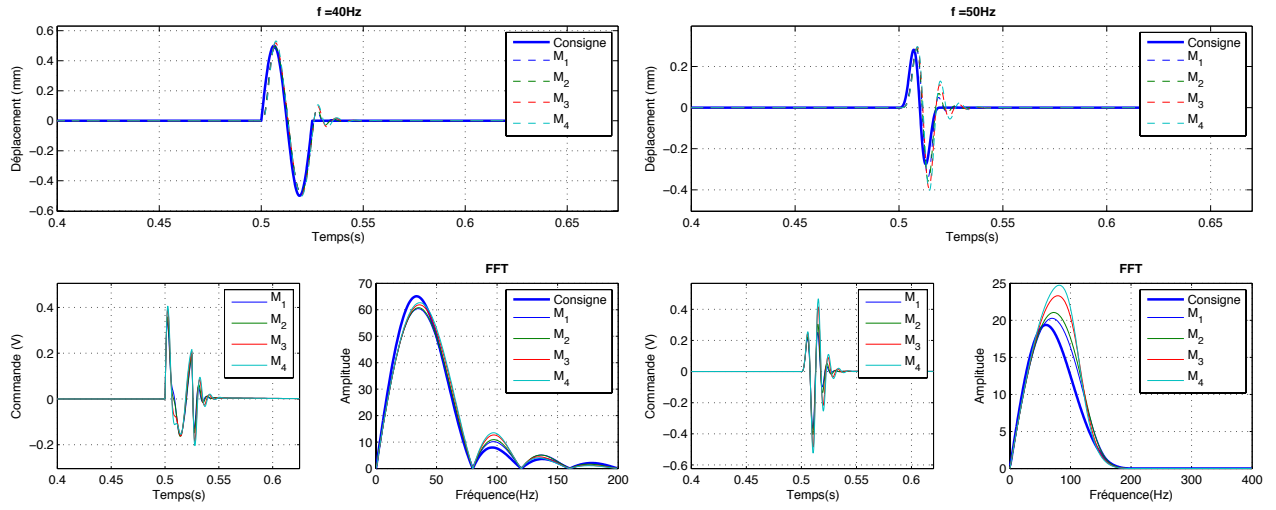 f =40Hz
0.6
0.4
0.2
0
−0.2
−0.4
−0.6
Déplacement (mm)
0.4
0.45
0.5
0.55
0.6
0.65
Temps(s)
Consigne
M1
M2
M3
M4
f =50Hz
0.2
0
−0.2
−0.4
Déplacement (mm)
0.4
0.45
0.5
0.55
0.6
0.65
Temps(s)
Consigne
M1
M2
M3
M4
0.4
0.2
0
−0.2
Commande (V)
0.4
0.45
0.5
0.55
0.6
Temps(s)
M1
M2
M3
M4
FFT
70
60
50
40
30
20
10
0
Amplitude
0
50
100
150
200
Fréquence(Hz)
Consigne
M1
M2
M3
M4
0.4
0.2
0
−0.2
−0.4
−0.6
Commande (V)
0.4
0.45
0.5
0.55
0.6
Temps(s)
M1
M2
M3
M4
FFT
25
20
15
10
5
0
Amplitude
0
100
200
300
400
Fréquence(Hz)
Consigne
M1
M2
M3
M4